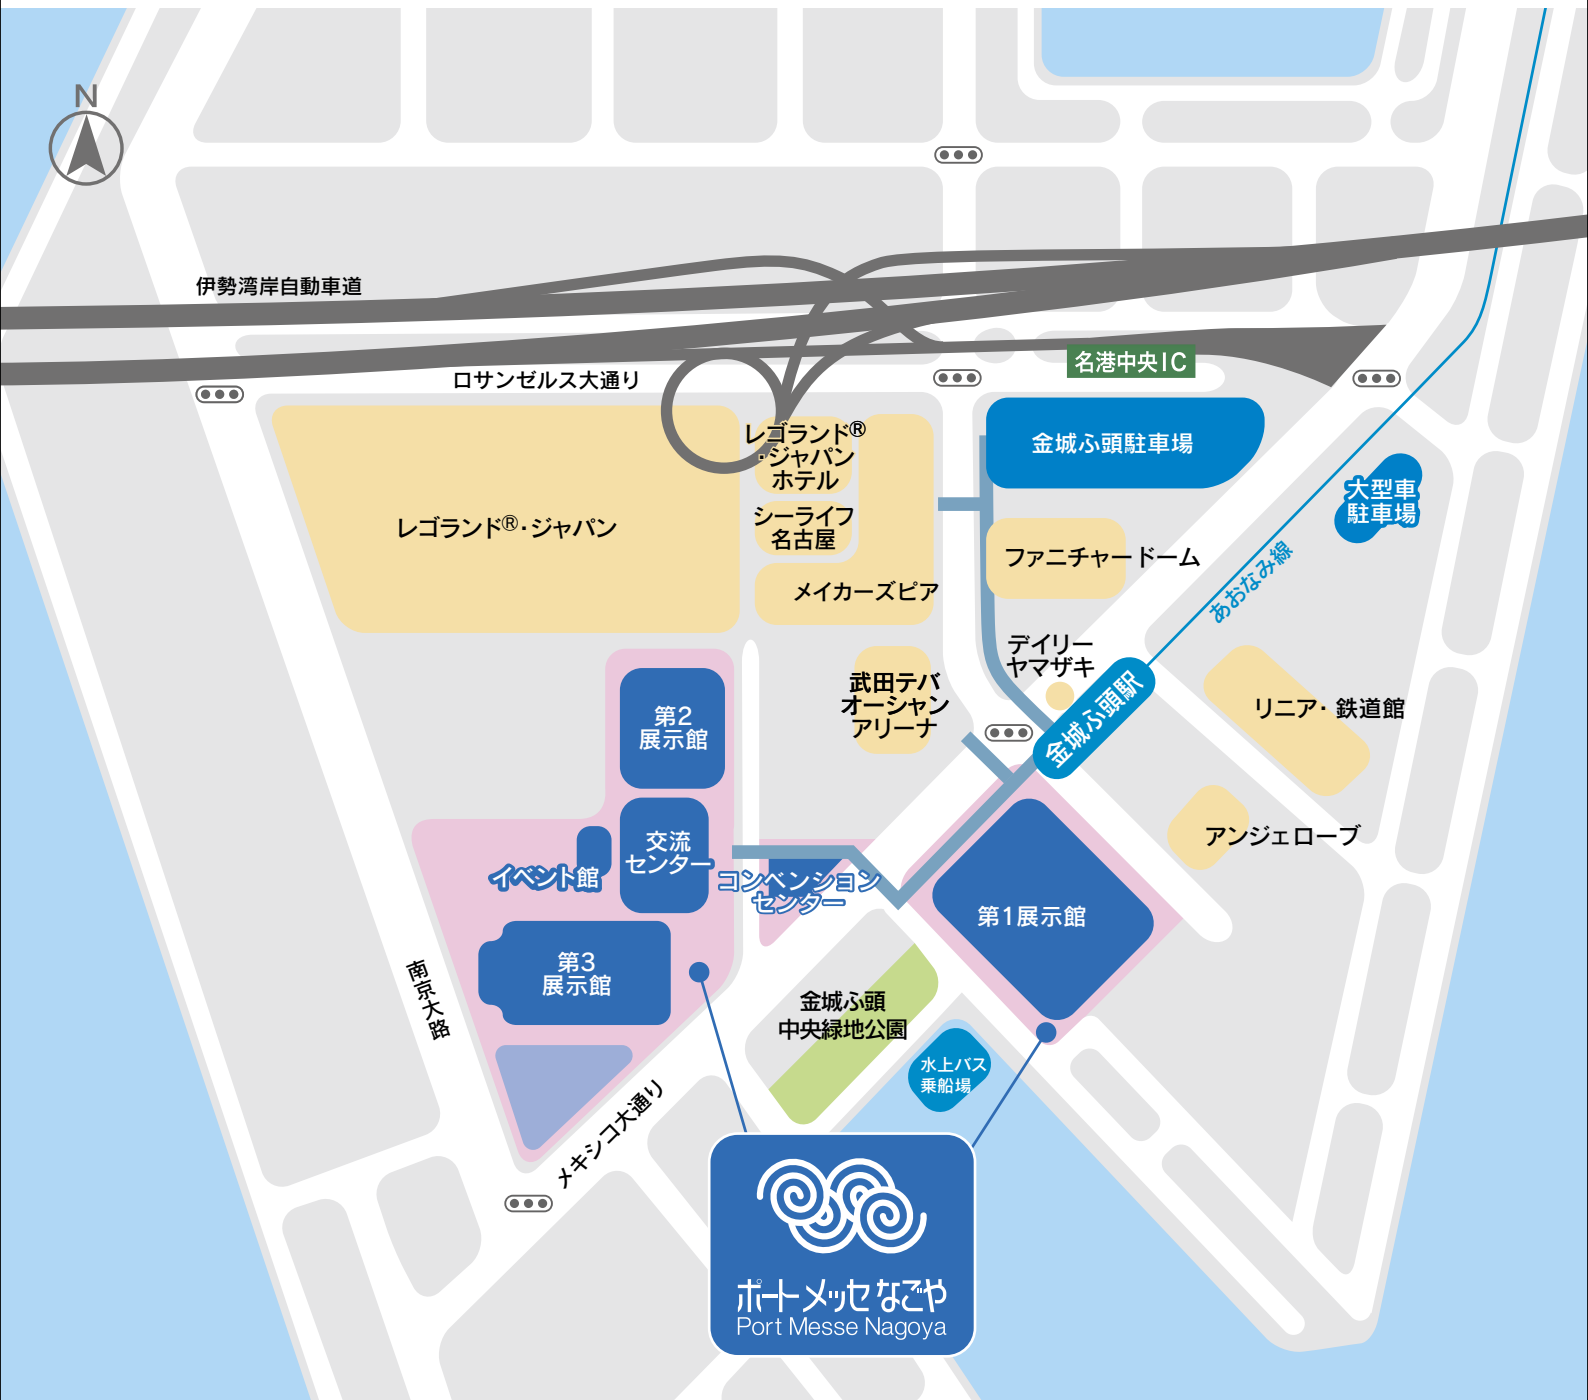 N
伊勢湾岸自動車道
名港中央IC
ロサンゼルス大通り
レゴランド®
・ジャパン
ホテル
金城ふ頭駐車場
大型車
駐車場
レゴランド®・ジャパン
シーライフ
名古屋
ファニチャードーム
あおなみ線
メイカーズピア
デイリー
ヤマザキ
武田テバ
オーシャン
アリーナ
金城ふ頭駅
リニア・鉄道館
第2
展示館
アンジェローブ
交流
センター
イベント館
コンベンション
センター
第1展示館
第3
展示館
南京大路
金城ふ頭
中央緑地公園
水上バス
乗船場
メキシコ大通り
ポートメッセなごや
Port Messe Nagoya